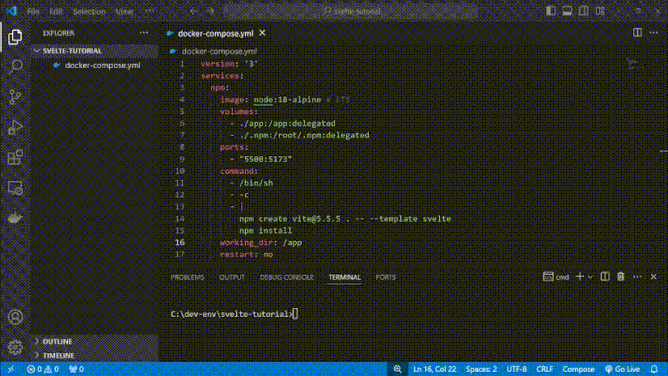 File Edit Selection View ...
svelte-tutorial
EXPLORER ...
docker-compose.yml
SVELTE-TUTORIAL
docker-compose.yml
docker-compose.yml
1 version: '3'
2 services:
3 npm:
4 image: node:18-alpine # LTS
5 volumes:
6 - ./app:/app:delegated
7 - ./.npm:/root/.npm:delegated
8 ports:
9 - "5500:5173"
10 command:
11 - /bin/sh
12 - -c
13 - |
14 npm create vite@5.5.5 . -- --template svelte
15 npm install
16 working_dir: /app
17 restart: no
PROBLEMS OUTPUT DEBUG CONSOLE TERMINAL PORTS cmd
C:\dev-env\svelte-tutorial>
OUTLINE
TIMELINE
0 0 0 Ln 16, Col 22 Spaces: 2 UTF-8 CRLF Compose Go Live